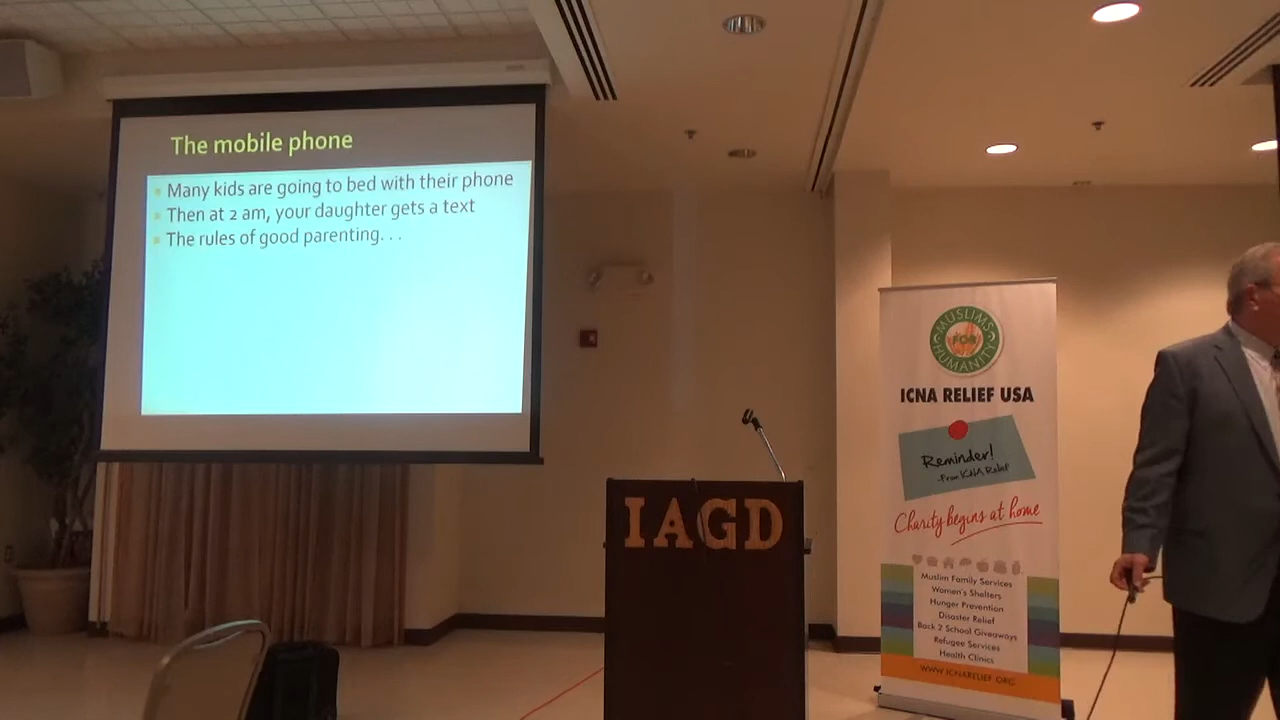 The mobile phone
Many kids are going to bed with their phone
Then at 2 am, your daughter gets a text
The rules of good parenting. . .
IAGD
MUSLIMS
FOR
HUMANITY
ICNA RELIEF USA
Reminder!
-From ICNA Relief
Charity begins at home
Muslim Family Services
Women's Shelters
Hunger Prevention
Disaster Relief
Back 2 School Giveaways
Refugee Services
Health Clinics
WWW.ICNARELIEF.ORG